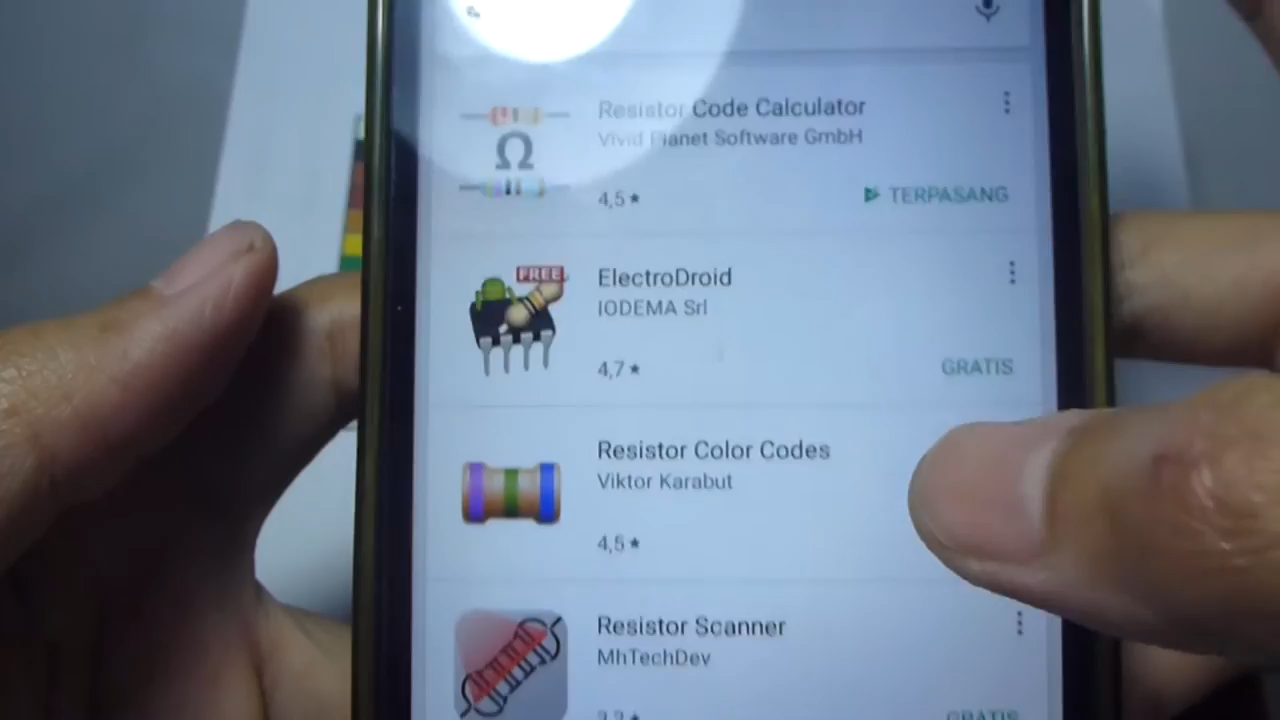 Resistor Code Calculator
Vivid Planet Software GmbH
4,5★
TERPASANG
FREE
ElectroDroid
IODEMA Srl
4,7★
GRATIS
Resistor Color Codes
Viktor Karabut
4,5★
Resistor Scanner
MhTechDev
GRATIS